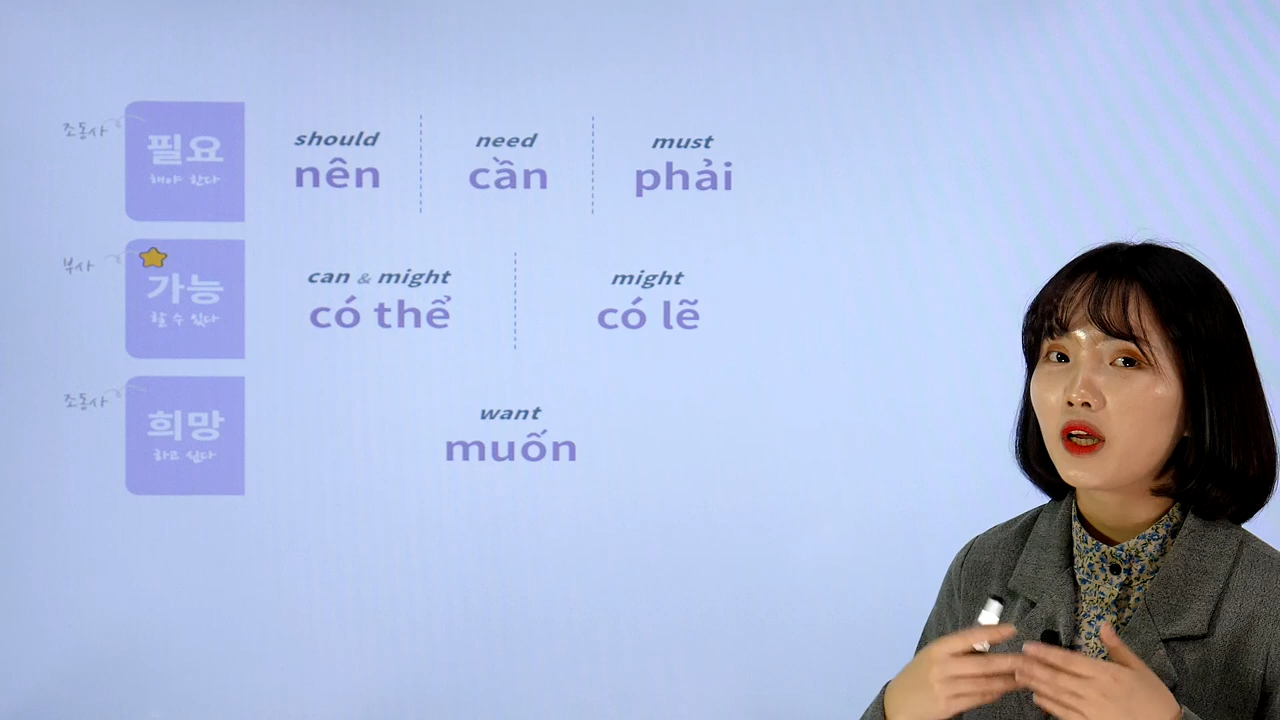 조동사
필요
해야 한다
should
nên
need
cần
must
phải
부사
가능
할 수 있다
can & might
có thể
might
có lẽ
조동사
희망
하고 싶다
want
muốn